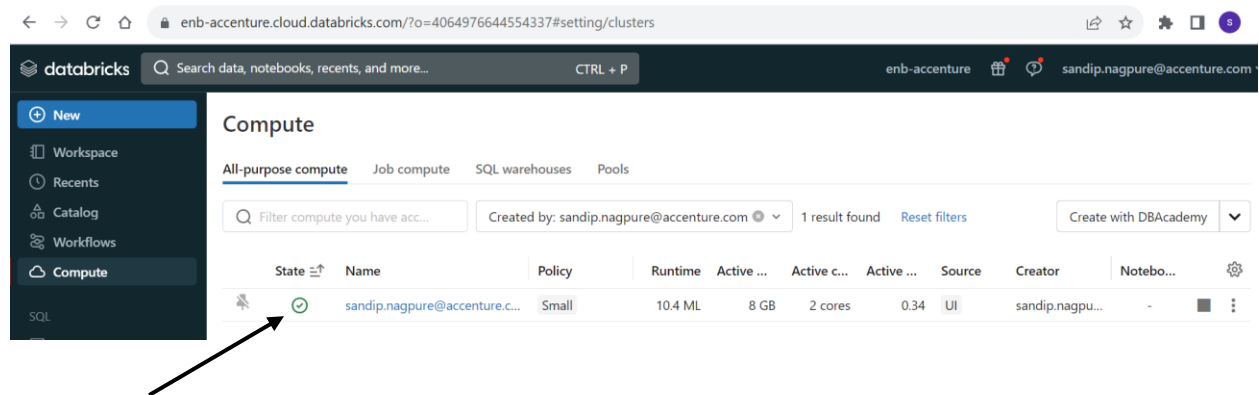 enb-accenture.cloud.databricks.com/?o=4064976644554337#setting/clusters
S
databricks
Search data, notebooks, recents, and more...
CTRL + P
enb-accenture
sandip.nagpure@accenture.com
New
Workspace
Recents
Catalog
Workflows
Compute
SQL
Compute
All-purpose compute Job compute SQL warehouses Pools
Filter compute you have acc... Created by: sandip.nagpure@accenture.com 1 result found Reset filters Create with DBAcademy
State Name Policy Runtime Active ... Active c... Active ... Source Creator Notebo...
sandip.nagpure@accenture.c... Small 10.4 ML 8 GB 2 cores 0.34 UI sandip.nagpu... -